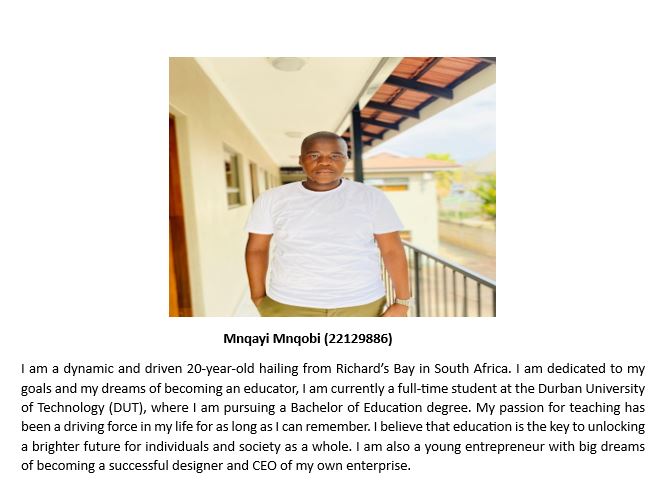 Mnqayi Mnqobi (22129886)
I am a dynamic and driven 20-year-old hailing from Richard’s Bay in South Africa. I am dedicated to my
goals and my dreams of becoming an educator, I am currently a full-time student at the Durban University
of Technology (DUT), where I am pursuing a Bachelor of Education degree. My passion for teaching has
been a driving force in my life for as long as I can remember. I believe that education is the key to unlocking
a brighter future for individuals and society as a whole. I am also a young entrepreneur with big dreams
of becoming a successful designer and CEO of my own enterprise.